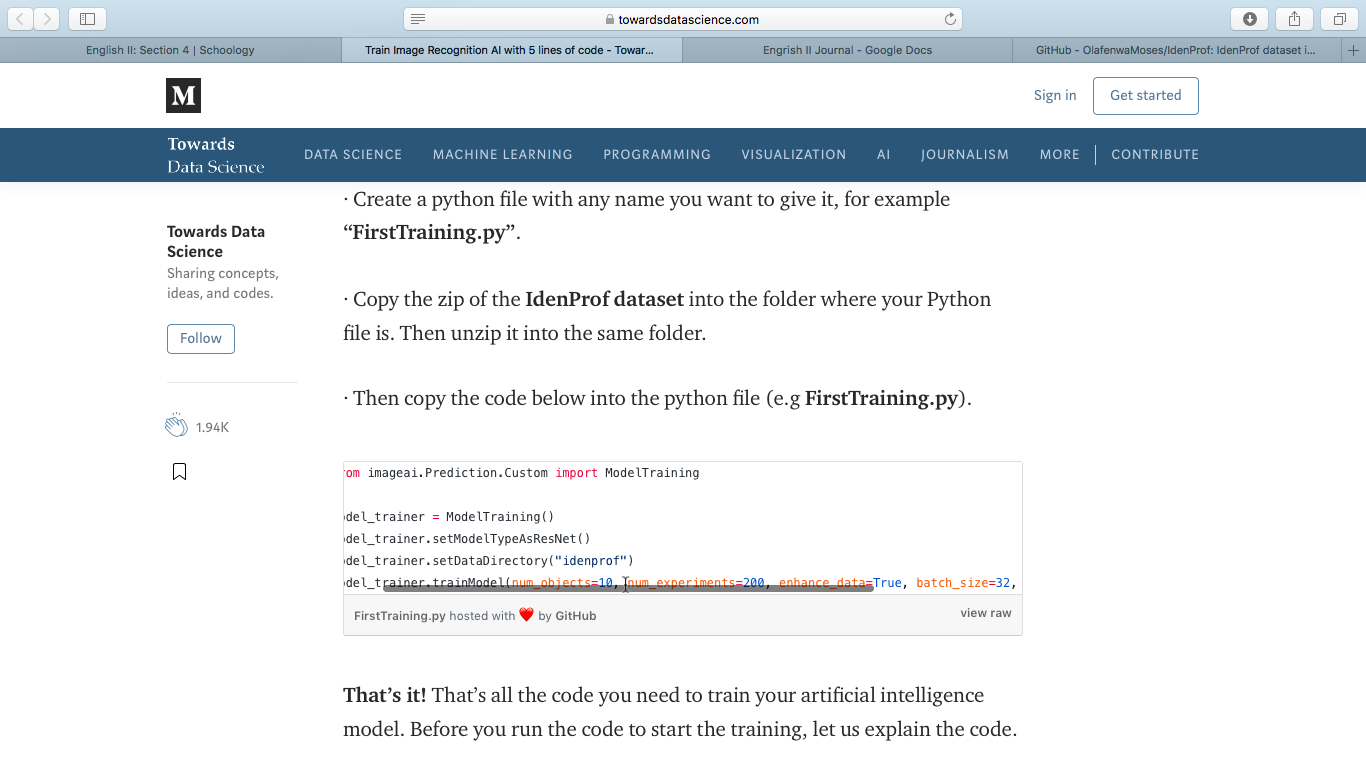 towardsdatascience.com
English II: Section 4 | Schoology
Train Image Recognition AI with 5 lines of code - Towar...
Engrish II Journal - Google Docs
GitHub - OlafenwaMoses/IdenProf: IdenProf dataset i...
M
Sign in
Get started
Towards
Data Science
DATA SCIENCE
MACHINE LEARNING
PROGRAMMING
VISUALIZATION
AI
JOURNALISM
MORE
CONTRIBUTE
Towards Data
Science
Sharing concepts,
ideas, and codes.
Follow
1.94K
· Create a python file with any name you want to give it, for example
“FirstTraining.py”.
· Copy the zip of the IdenProf dataset into the folder where your Python
file is. Then unzip it into the same folder.
· Then copy the code below into the python file (e.g FirstTraining.py).
om imageai.Prediction.Custom import ModelTraining
del_trainer = ModelTraining()
del_trainer.setModelTypeAsResNet()
del_trainer.setDataDirectory("idenprof")
del_trainer.trainModel(num_objects=10, num_experiments=200, enhance_data=True, batch_size=32,
FirstTraining.py hosted with ❤ by GitHub
view raw
That’s it! That’s all the code you need to train your artificial intelligence
model. Before you run the code to start the training, let us explain the code.